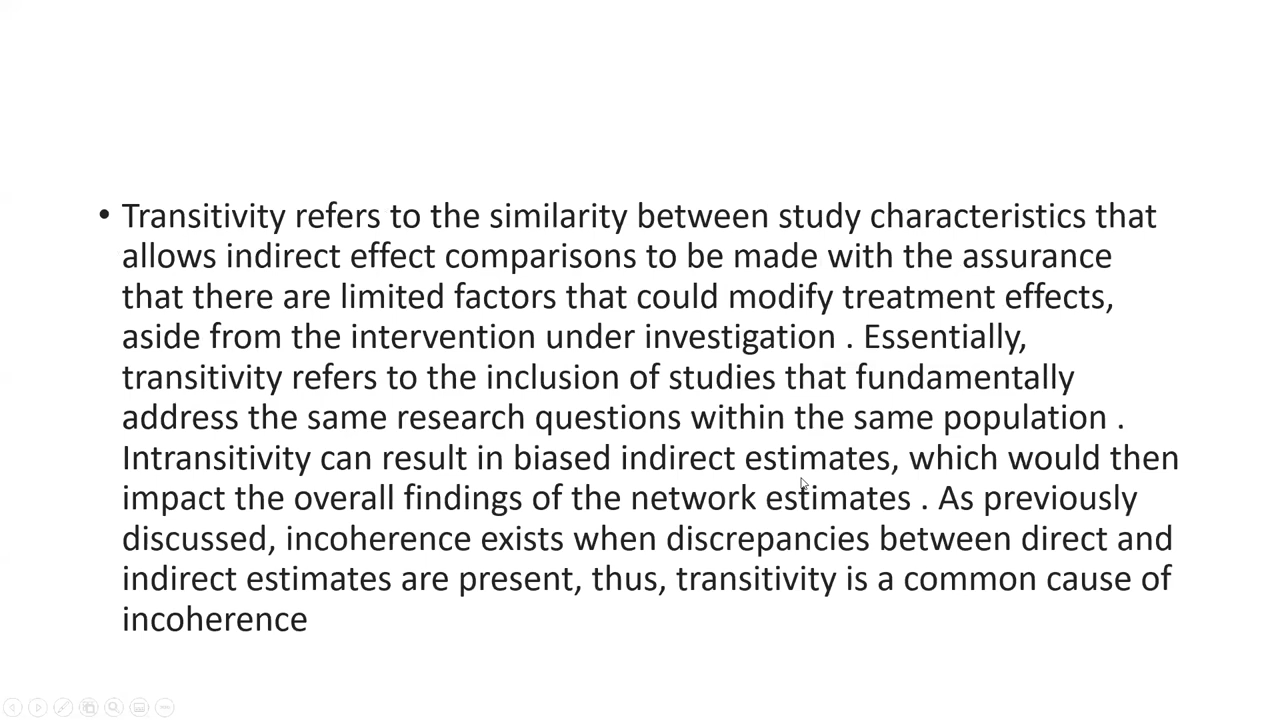 • Transitivity refers to the similarity between study characteristics that
allows indirect effect comparisons to be made with the assurance
that there are limited factors that could modify treatment effects,
aside from the intervention under investigation . Essentially,
transitivity refers to the inclusion of studies that fundamentally
address the same research questions within the same population .
Intransitivity can result in biased indirect estimates, which would then
impact the overall findings of the network estimates . As previously
discussed, incoherence exists when discrepancies between direct and
indirect estimates are present, thus, transitivity is a common cause of
incoherence